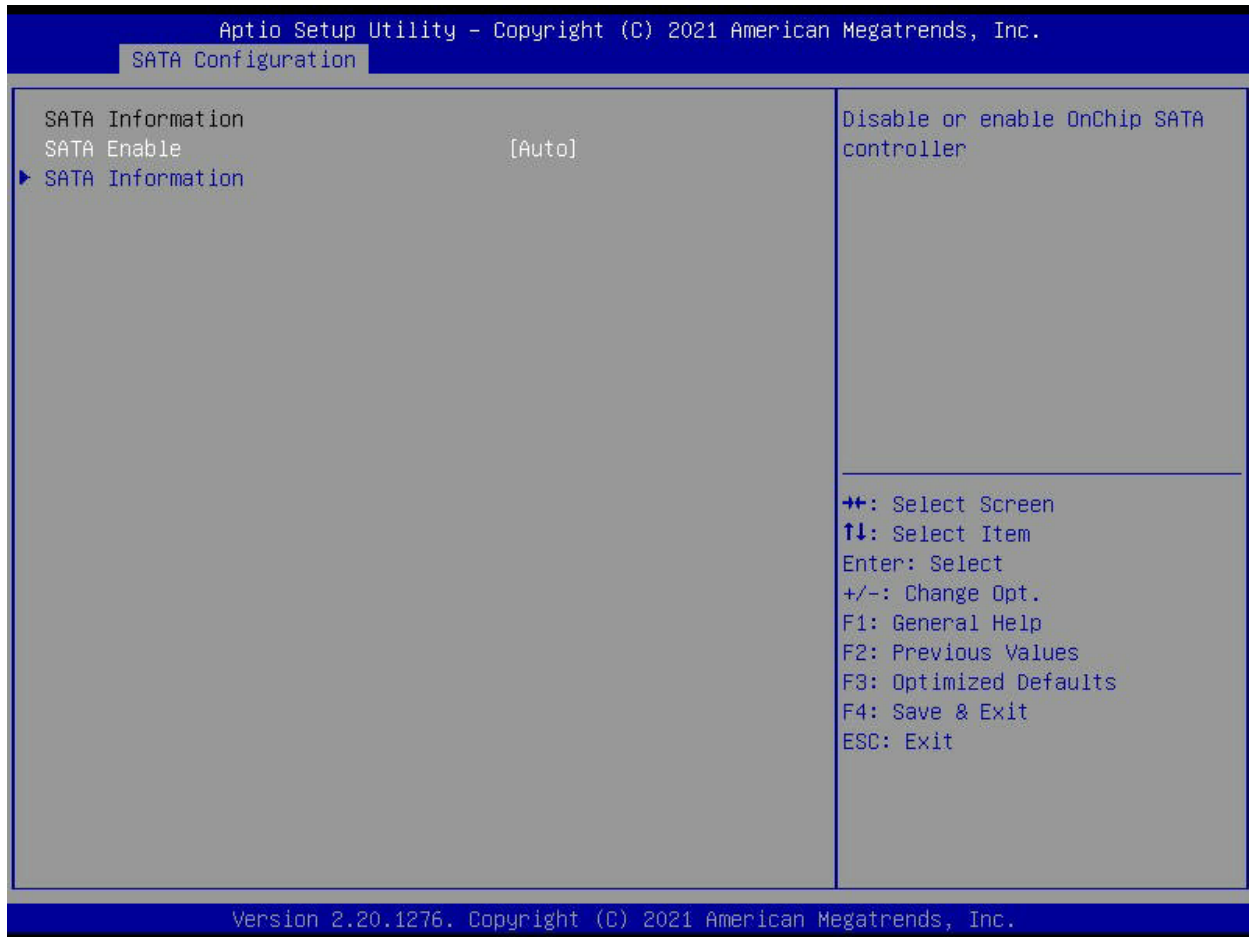 Aptio Setup Utility – Copyright (C) 2021 American Megatrends, Inc.
SATA Configuration
SATA Information
SATA Enable [Auto]
▶ SATA Information
Disable or enable OnChip SATA
controller
→←: Select Screen
↑↓: Select Item
Enter: Select
+/-: Change Opt.
F1: General Help
F2: Previous Values
F3: Optimized Defaults
F4: Save & Exit
ESC: Exit
Version 2.20.1276. Copyright (C) 2021 American Megatrends, Inc.